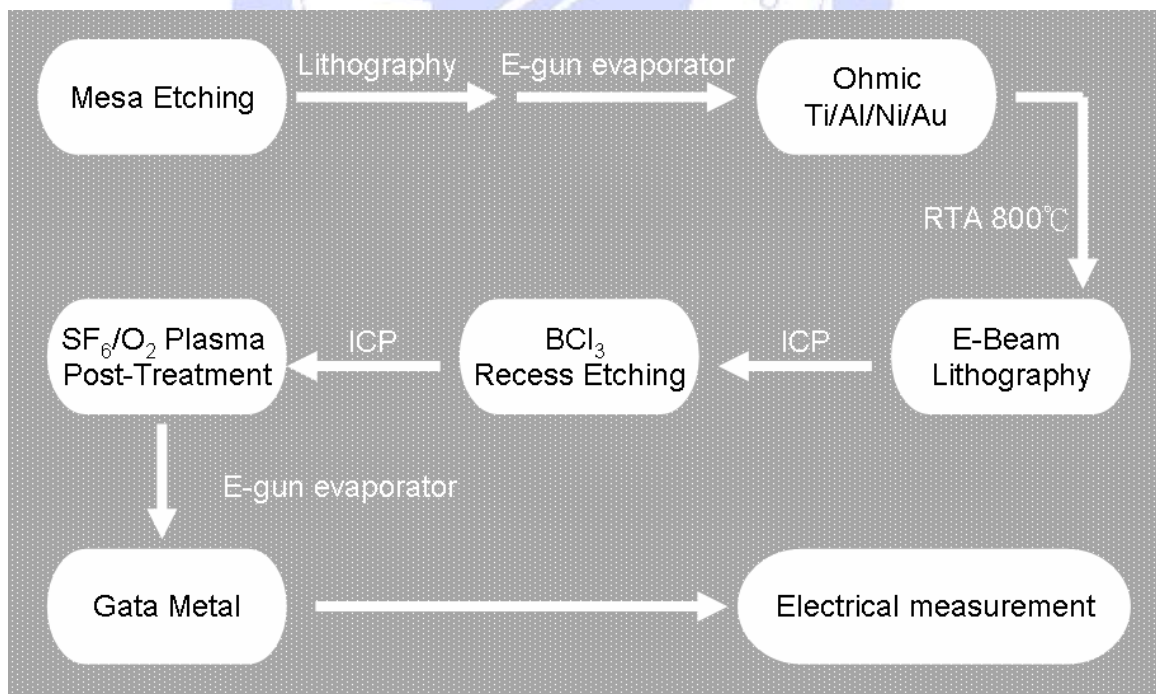 Mesa Etching
Lithography
E-gun evaporator
Ohmic
Ti/Al/Ni/Au
RTA 800℃
E-Beam
Lithography
ICP
BCl₃
Recess Etching
ICP
SF₆/O₂ Plasma
Post-Treatment
E-gun evaporator
Gata Metal
Electrical measurement